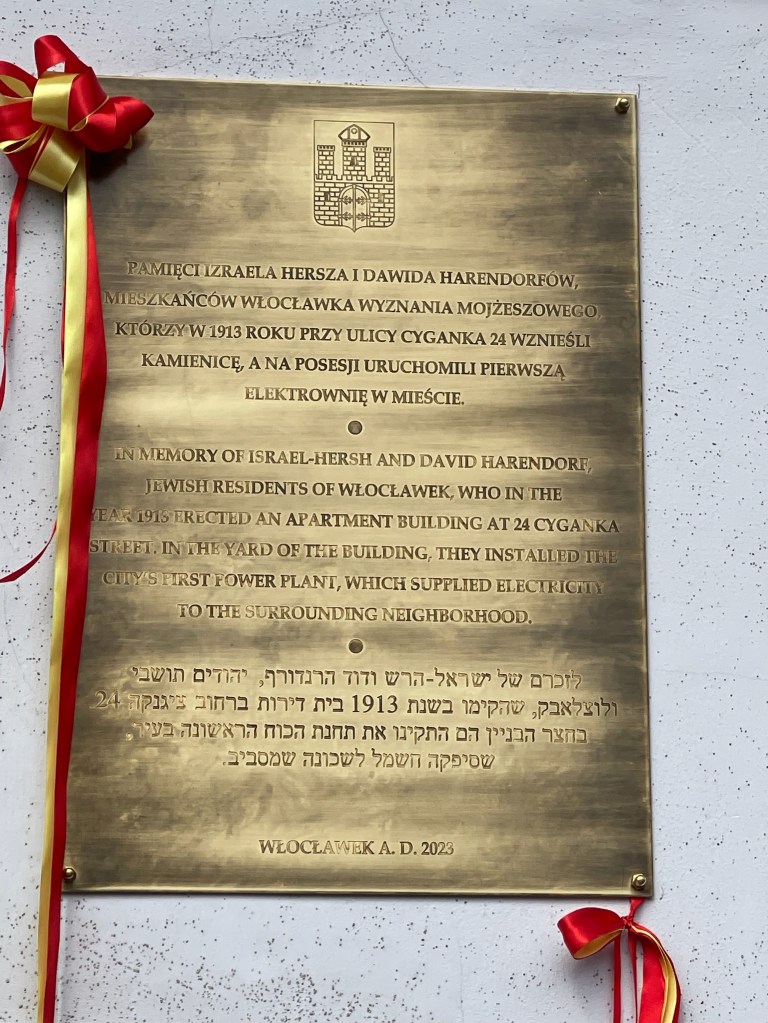 PAMIĘCI IZRAELA HERSZA I DAWIDA HARENDORFÓW,
MIESZKAŃCÓW WŁOCŁAWKA WYZNANIA MOJŻESZOWEGO,
KTÓRZY W 1913 ROKU PRZY ULICY CYGANKA 24 WZNIEŚLI
KAMIENICĘ, A NA POSESJI URUCHOMILI PIERWSZĄ
ELEKTROWNIĘ W MIEŚCIE.
IN MEMORY OF ISRAEL-HERSH AND DAVID HARENDORF,
JEWISH RESIDENTS OF WŁOCŁAWEK, WHO IN THE
YEAR 1913 ERECTED AN APARTMENT BUILDING AT 24 CYGANKA
STREET. IN THE YARD OF THE BUILDING, THEY INSTALLED THE
CITY'S FIRST POWER PLANT, WHICH SUPPLIED ELECTRICITY
TO THE SURROUNDING NEIGHBORHOOD.
לזכרם של ישראל-הרש ודוד הרנדורף, יהודים תושבי
ולוצלאבק, שהקימו בשנת 1913 בית דירות ברחוב ציגנקה 24.
בחצר הבניין הם התקינו את תחנת הכוח הראשונה בעיר,
שסיפקה חשמל לשכונה שמסביב.
WŁOCŁAWEK A. D. 2023